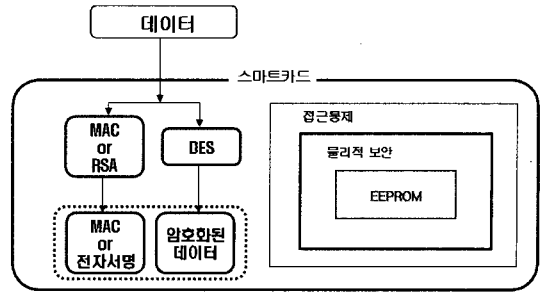 데이터
스마트카드
MAC
or
RSA
DES
MAC
or
전자서명
암호화된
데이터
접근통제
물리적 보안
EEPROM